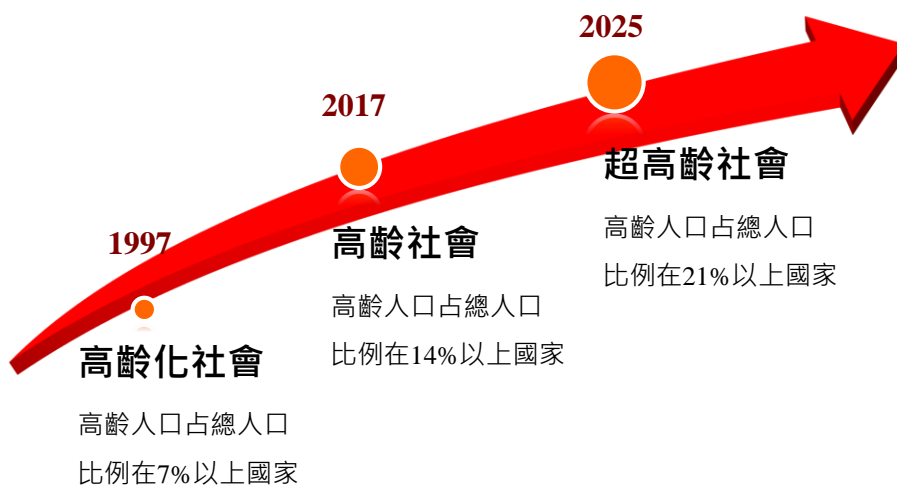 1997
高齡化社會
高齡人口占總人口
比例在7%以上國家
2017
高齡社會
高齡人口占總人口
比例在14%以上國家
2025
超高齡社會
高齡人口占總人口
比例在21%以上國家